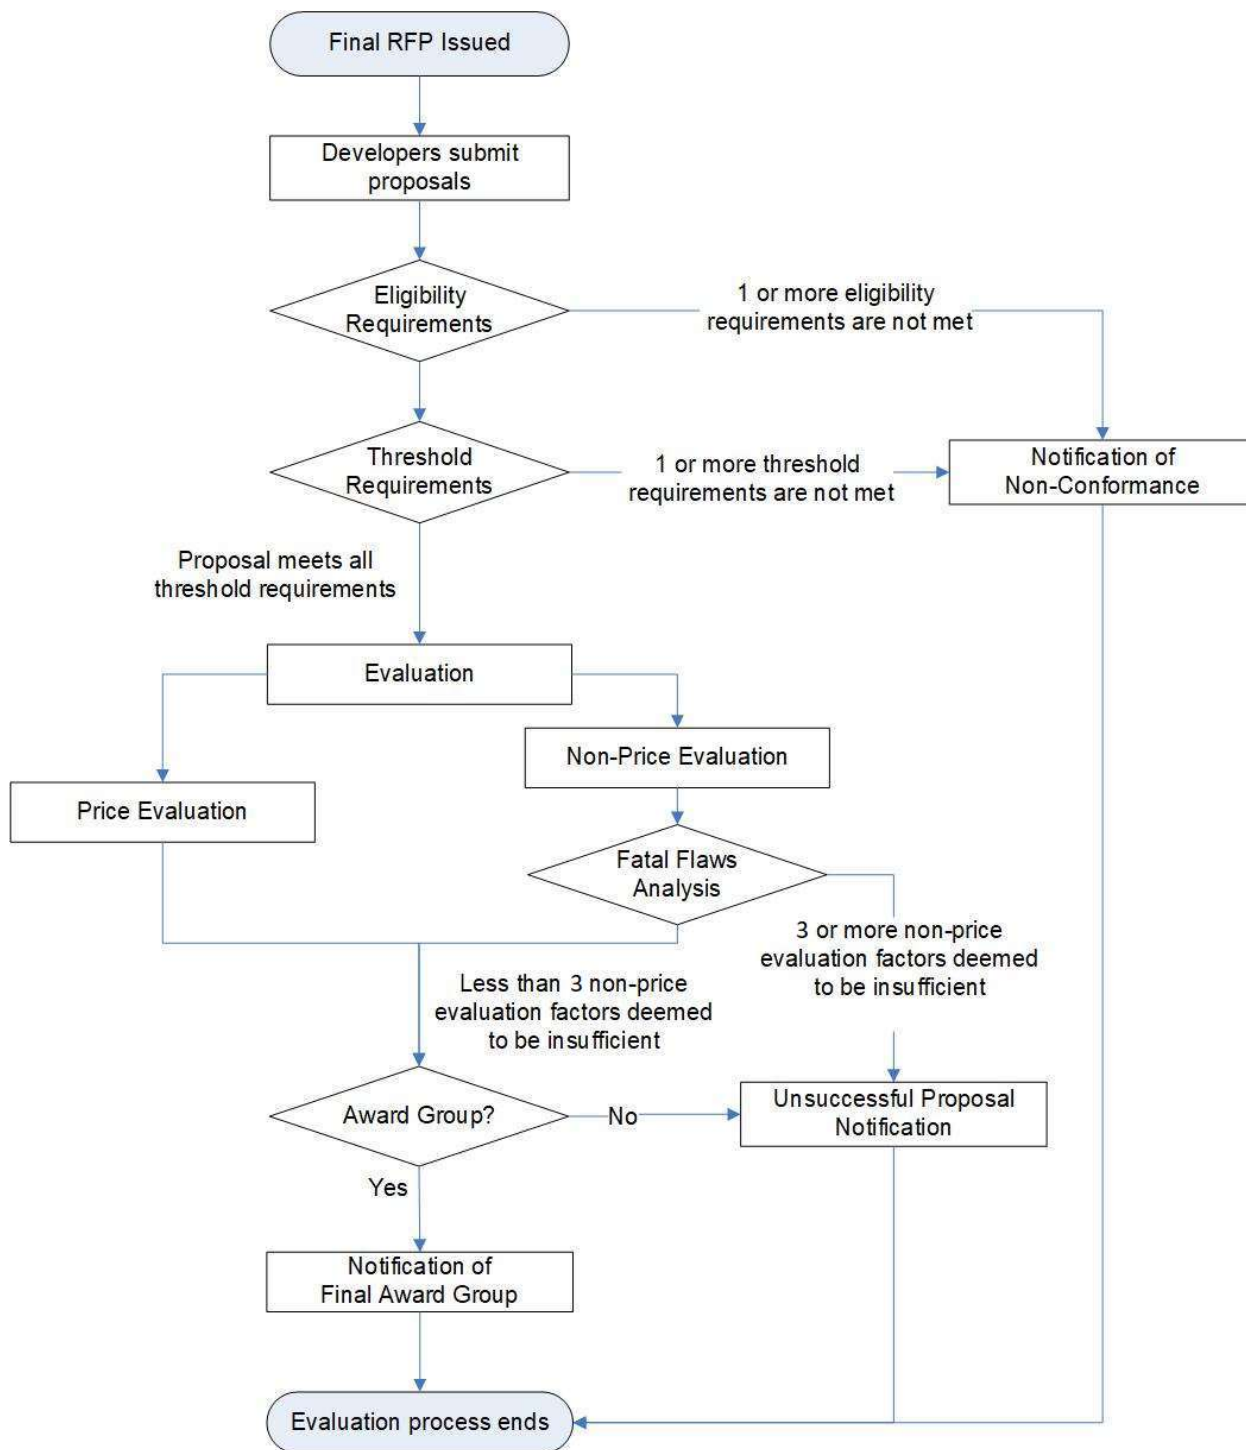 Final RFP Issued
Developers submit
proposals
Eligibility
Requirements
1 or more eligibility
requirements are not met
Threshold
Requirements
1 or more threshold
requirements are not met
Notification of
Non-Conformance
Proposal meets all
threshold requirements
Evaluation
Non-Price Evaluation
Price Evaluation
Fatal Flaws
Analysis
3 or more non-price
evaluation factors deemed
to be insufficient
Less than 3 non-price
evaluation factors deemed
to be insufficient
Award Group?
No
Unsuccessful Proposal
Notification
Yes
Notification of
Final Award Group
Evaluation process ends